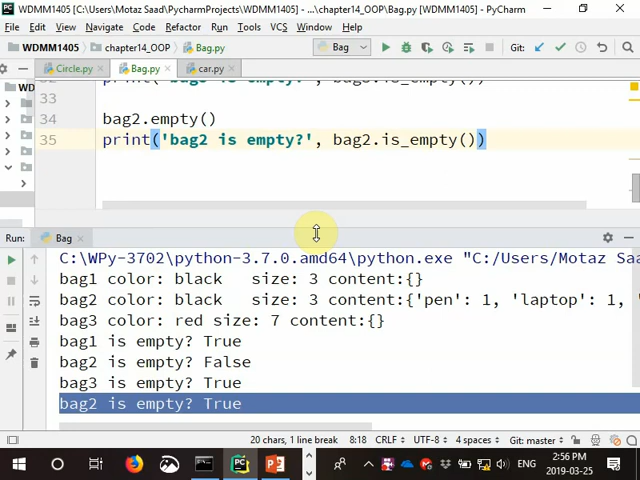 WDMM1405 [C:\Users\Motaz Saad\PycharmProjects\WDMM1405] - ...\chapter14_OOP\Bag.py [WDMM1405] - PyCharm
File Edit View Navigate Code Refactor Run Tools VCS Window Help
WDMM1405 chapter14_OOP Bag.py Bag Git:
Circle.py Bag.py car.py
33
34 bag2.empty()
35 print('bag2 is empty?', bag2.is_empty())
Run: Bag
C:\WPy-3702\python-3.7.0.amd64\python.exe "C:/Users/Motaz Saa
bag1 color: black size: 3 content:{}
bag2 color: black size: 3 content:{'pen': 1, 'laptop': 1,
bag3 color: red size: 7 content:{}
bag1 is empty? True
bag2 is empty? False
bag3 is empty? True
bag2 is empty? True
20 chars, 1 line break 8:18 CRLF UTF-8 4 spaces Git: master
ENG 2:56 PM
2019-03-25